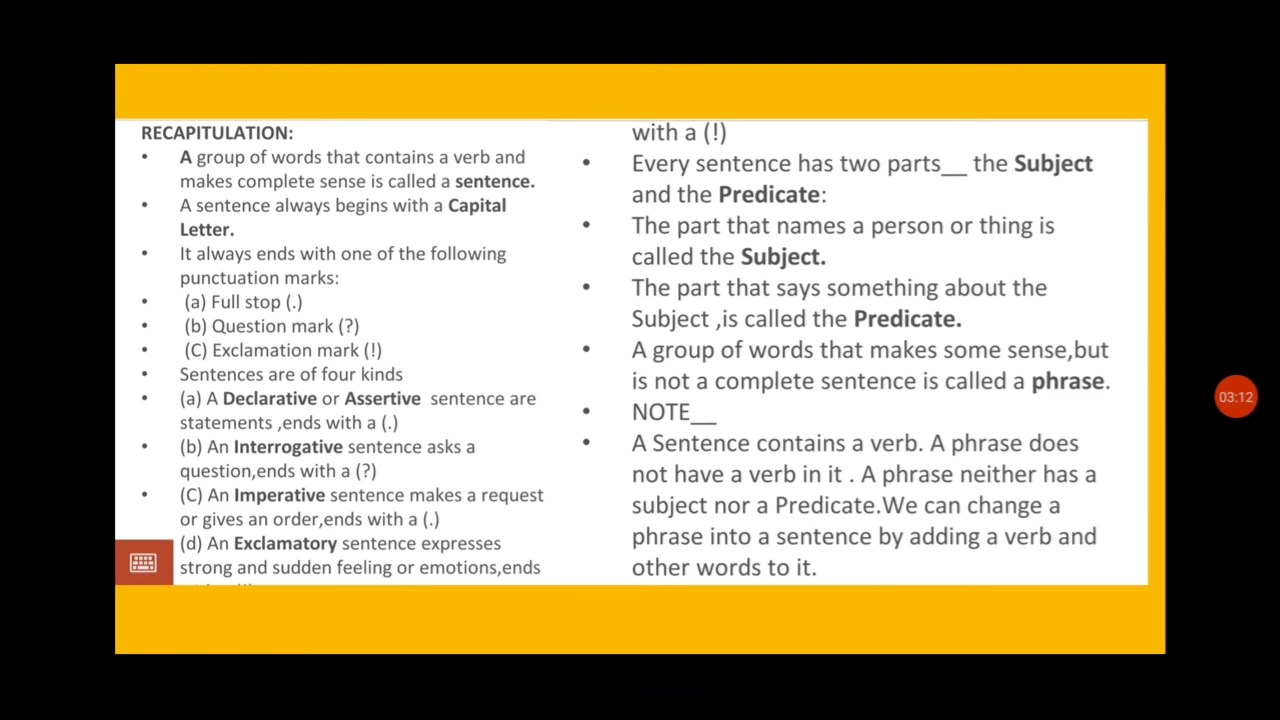 RECAPITULATION:
• A group of words that contains a verb and
makes complete sense is called a sentence.
• A sentence always begins with a Capital
Letter.
• It always ends with one of the following
punctuation marks:
• (a) Full stop (.)
• (b) Question mark (?)
• (C) Exclamation mark (!)
• Sentences are of four kinds
• (a) A Declarative or Assertive sentence are
statements ,ends with a (.)
• (b) An Interrogative sentence asks a
question,ends with a (?)
• (C) An Imperative sentence makes a request
or gives an order,ends with a (.)
(d) An Exclamatory sentence expresses
strong and sudden feeling or emotions,ends
with a (!)
• Every sentence has two parts__ the Subject
and the Predicate:
• The part that names a person or thing is
called the Subject.
• The part that says something about the
Subject ,is called the Predicate.
• A group of words that makes some sense,but
is not a complete sentence is called a phrase.
• NOTE__
• A Sentence contains a verb. A phrase does
not have a verb in it . A phrase neither has a
subject nor a Predicate.We can change a
phrase into a sentence by adding a verb and
other words to it.
03:12